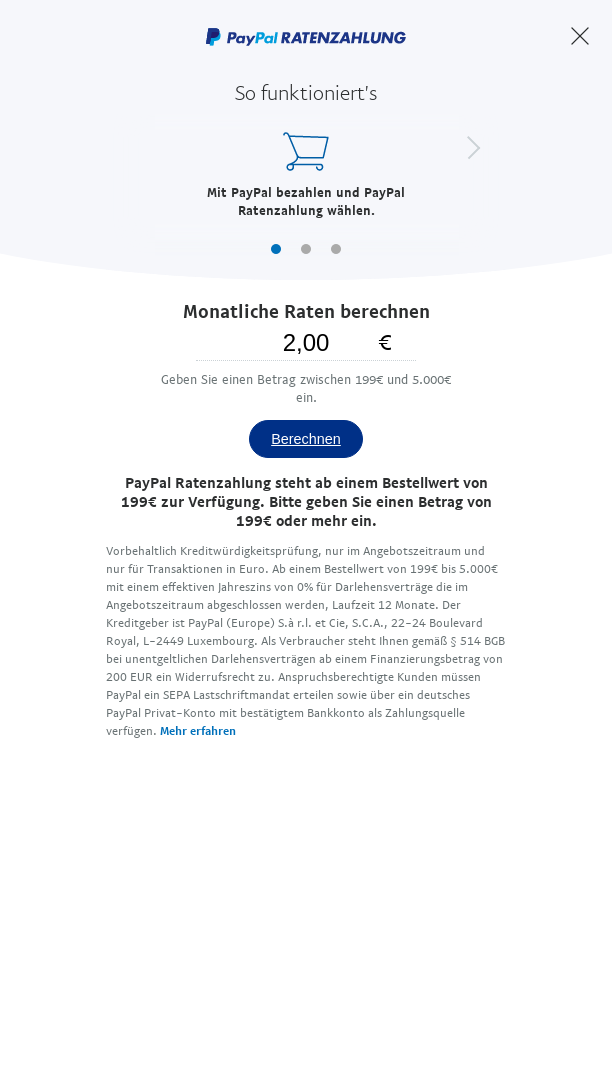 PayPal RATENZAHLUNG
So funktioniert's
Mit PayPal bezahlen und PayPal
Ratenzahlung wählen.
Monatliche Raten berechnen
2,00 €
Geben Sie einen Betrag zwischen 199€ und 5.000€
ein.
Berechnen
PayPal Ratenzahlung steht ab einem Bestellwert von
199€ zur Verfügung. Bitte geben Sie einen Betrag von
199€ oder mehr ein.
Vorbehaltlich Kreditwürdigkeitsprüfung, nur im Angebotszeitraum und
nur für Transaktionen in Euro. Ab einem Bestellwert von 199€ bis 5.000€
mit einem effektiven Jahreszins von 0% für Darlehensverträge die im
Angebotszeitraum abgeschlossen werden, Laufzeit 12 Monate. Der
Kreditgeber ist PayPal (Europe) S.à r.l. et Cie, S.C.A., 22-24 Boulevard
Royal, L-2449 Luxembourg. Als Verbraucher steht Ihnen gemäß § 514 BGB
bei unentgeltlichen Darlehensverträgen ab einem Finanzierungsbetrag von
200 EUR ein Widerrufsrecht zu. Anspruchsberechtigte Kunden müssen
PayPal ein SEPA Lastschriftmandat erteilen sowie über ein deutsches
PayPal Privat-Konto mit bestätigtem Bankkonto als Zahlungsquelle
verfügen. Mehr erfahren